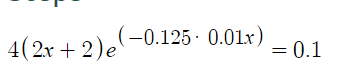 4(2x + 2)e^(−0.125· 0.01x) = 0.1